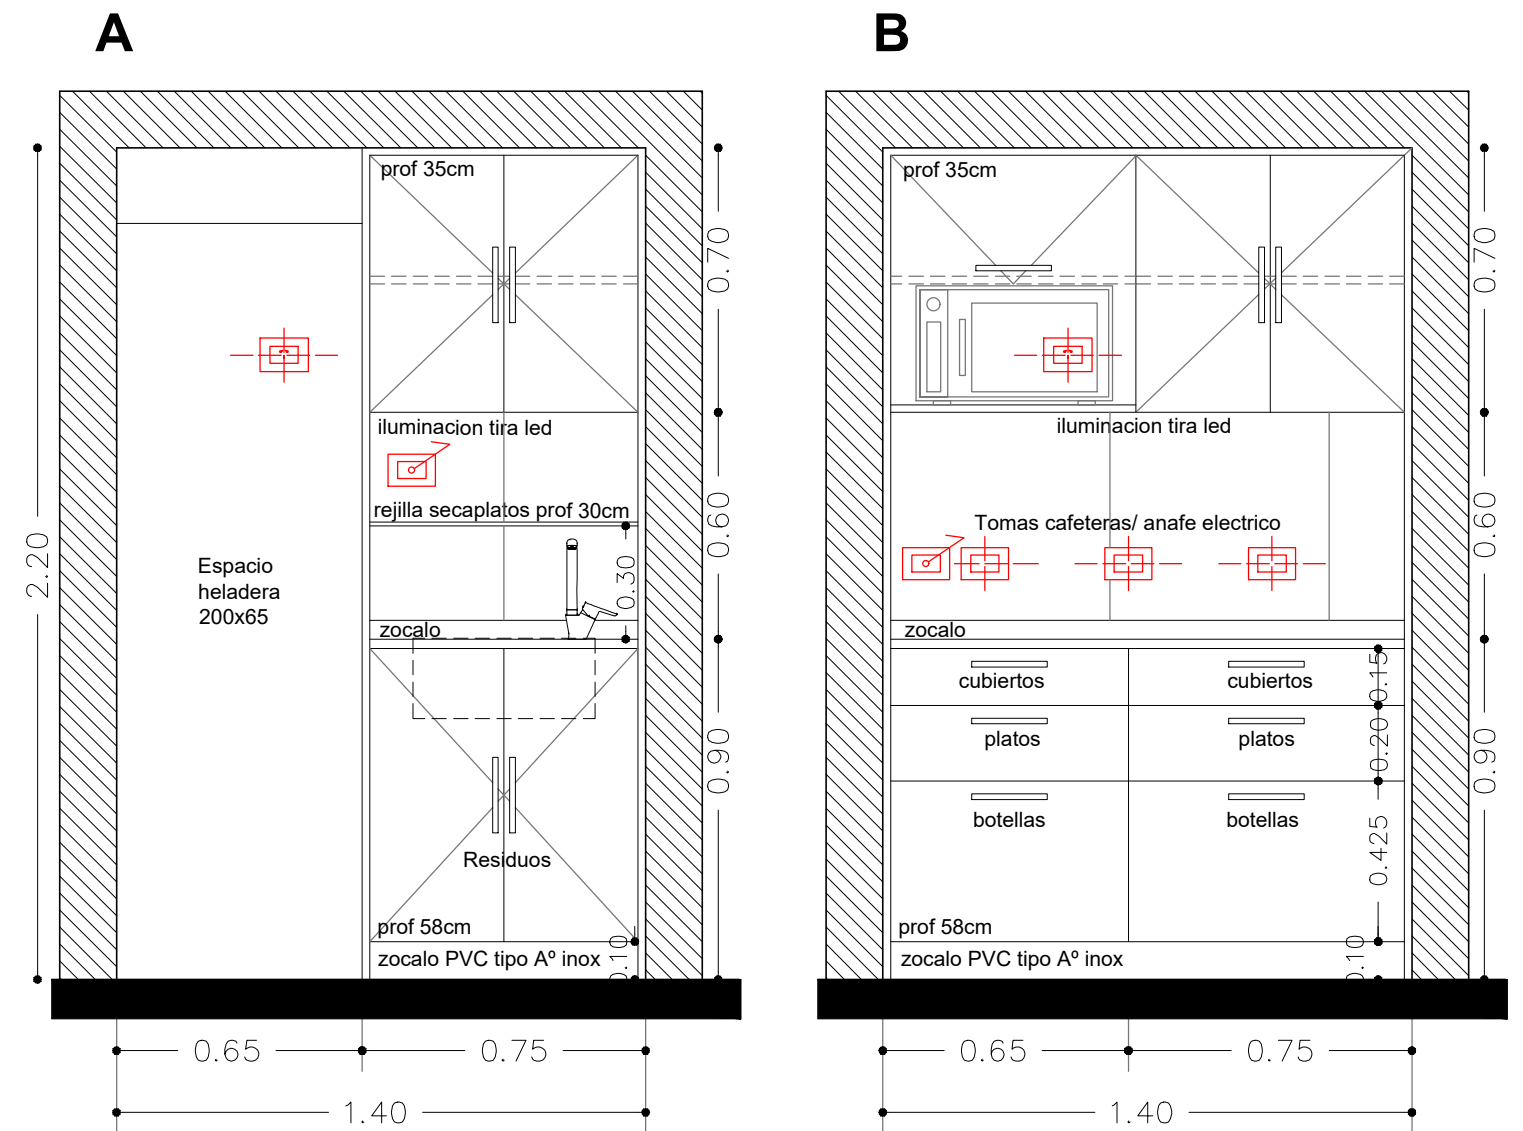 A
prof 35cm
0.70
iluminacion tira led
rejilla secaplatos prof 30cm
0.60
2.20
Espacio
heladera
200x65
0.30
zocalo
0.90
Residuos
prof 58cm
0.10
zocalo PVC tipo Aº inox
0.65
0.75
1.40
B
prof 35cm
0.70
iluminacion tira led
Tomas cafeteras/ anafe electrico
0.60
zocalo
cubiertos
cubiertos
0.15
platos
platos
0.20
0.90
botellas
botellas
0.425
prof 58cm
0.10
zocalo PVC tipo Aº inox
0.65
0.75
1.40